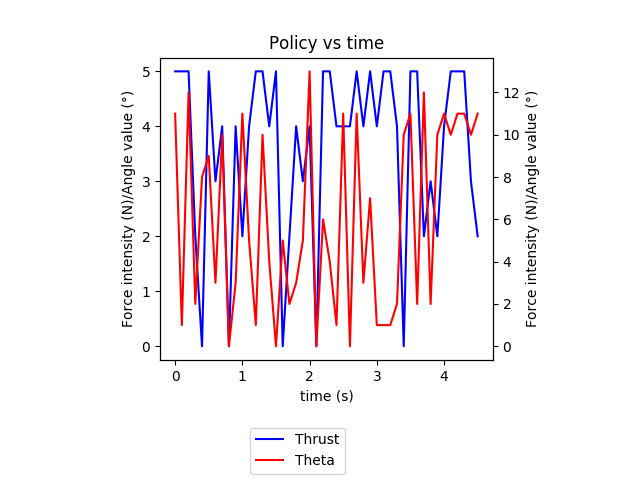 Policy vs time
5
4
3
2
1
0
Force intensity (N)/Angle value (°)
12
10
8
6
4
2
0
Force intensity (N)/Angle value (°)
0 1 2 3 4
time (s)
Thrust
Theta